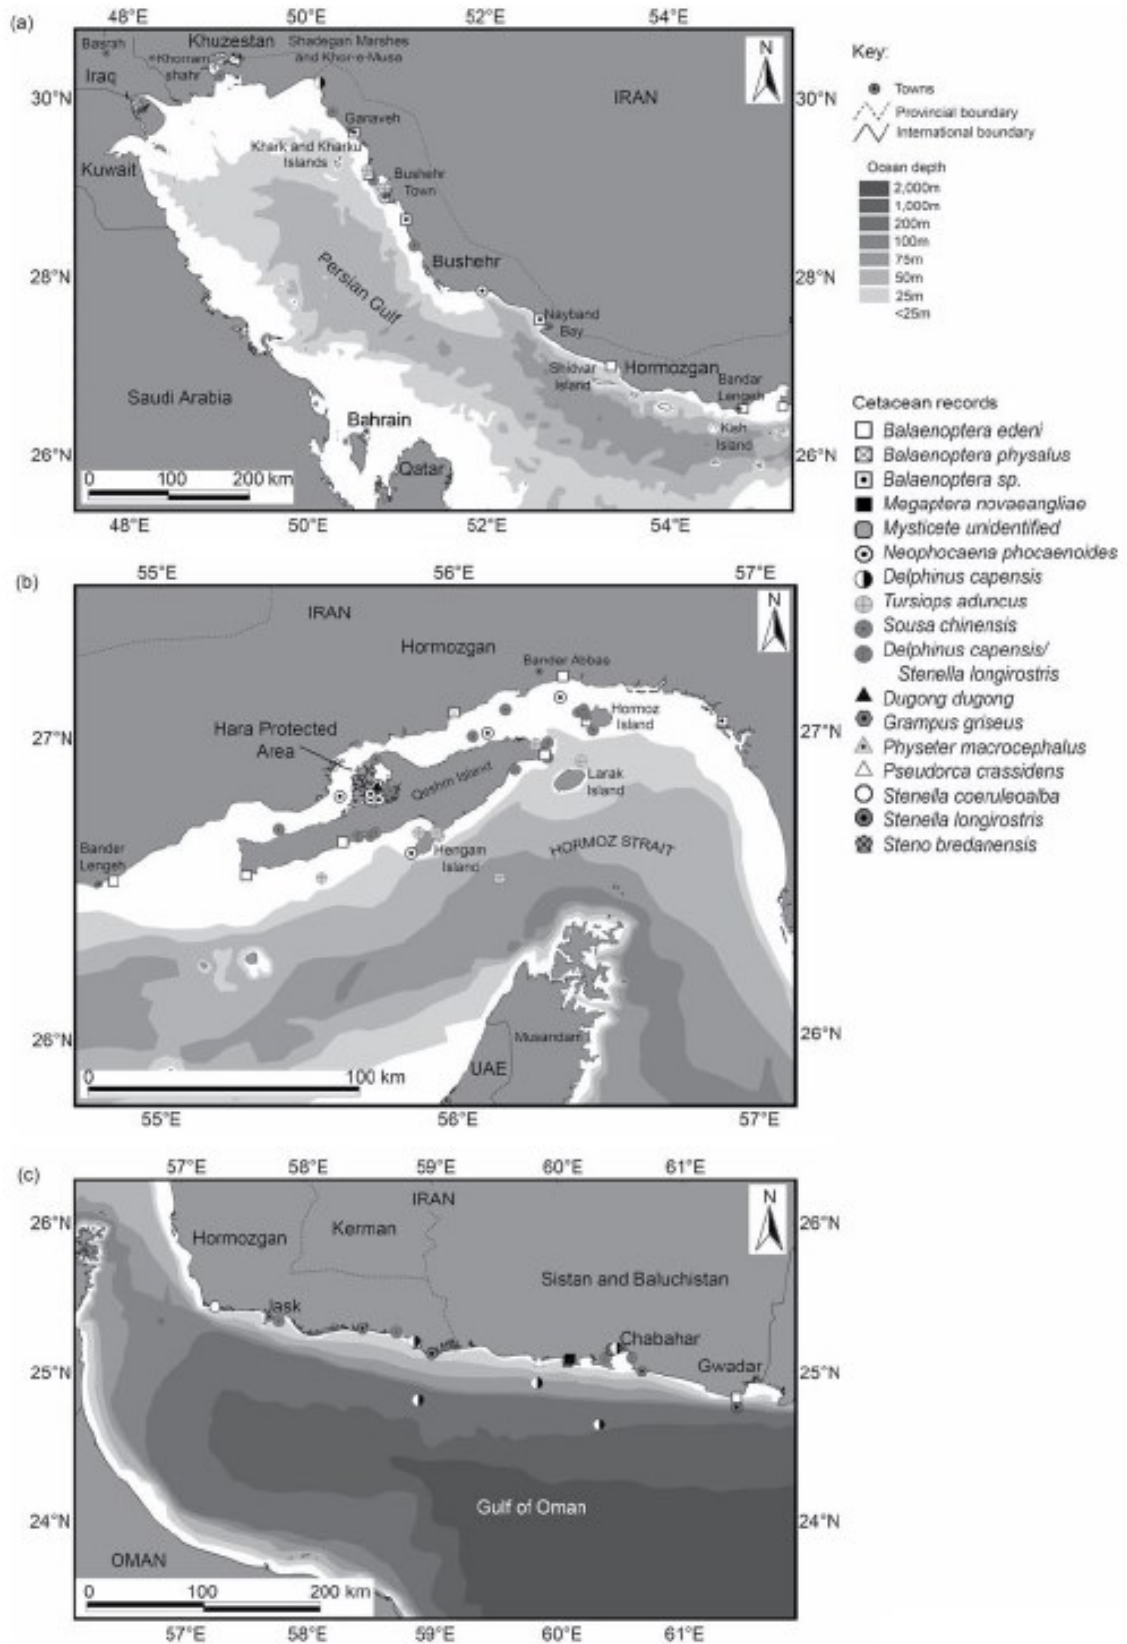 (a)
48°E 50°E 52°E 54°E
Basrah
Khuzestan
Shadegan Marshes
and Khor-e-Musa
Khorram
shahr
Iraq
N
IRAN
30°N 30°N
Ganaveh
Khark and Kharku
Islands
Kuwait
Bushehr
Town
28°N 28°N
Bushehr
Persian Gulf
Nayband
Bay
Shidvar
Island
Hormozgan
Bandar
Lengeh
Saudi Arabia
Bahrain
Kish
Island
26°N 26°N
Qatar
0 100 200 km
48°E 50°E 52°E 54°E
Key:
Towns
Provincial boundary
International boundary
Ocean depth
2,000m
1,000m
200m
100m
75m
50m
25m
<25m
Cetacean records
Balaenoptera edeni
Balaenoptera physalus
Balaenoptera sp.
Megaptera novaeangliae
Mysticete unidentified
Neophocaena phocaenoides
Delphinus capensis
Tursiops aduncus
Sousa chinensis
Delphinus capensis/
Stenella longirostris
Dugong dugong
Grampus griseus
Physeter macrocephalus
Pseudorca crassidens
Stenella coeruleoalba
Stenella longirostris
Steno bredanensis
(b)
55°E 56°E 57°E
IRAN
N
Hormozgan
Bander Abbas
Hara Protected
Area
Hormoz
Island
27°N 27°N
Qeshm Island
Larak
Island
Bander
Lengeh
Hengam
Island
HORMOZ STRAIT
Musandam
26°N 26°N
UAE
0 100 km
55°E 56°E 57°E
(c)
57°E 58°E 59°E 60°E 61°E
IRAN
N
26°N 26°N
Hormozgan
Kerman
Sistan and Baluchistan
Jask
Chabahar
25°N 25°N
Gwadar
Gulf of Oman
24°N 24°N
OMAN
0 100 200 km
57°E 58°E 59°E 60°E 61°E